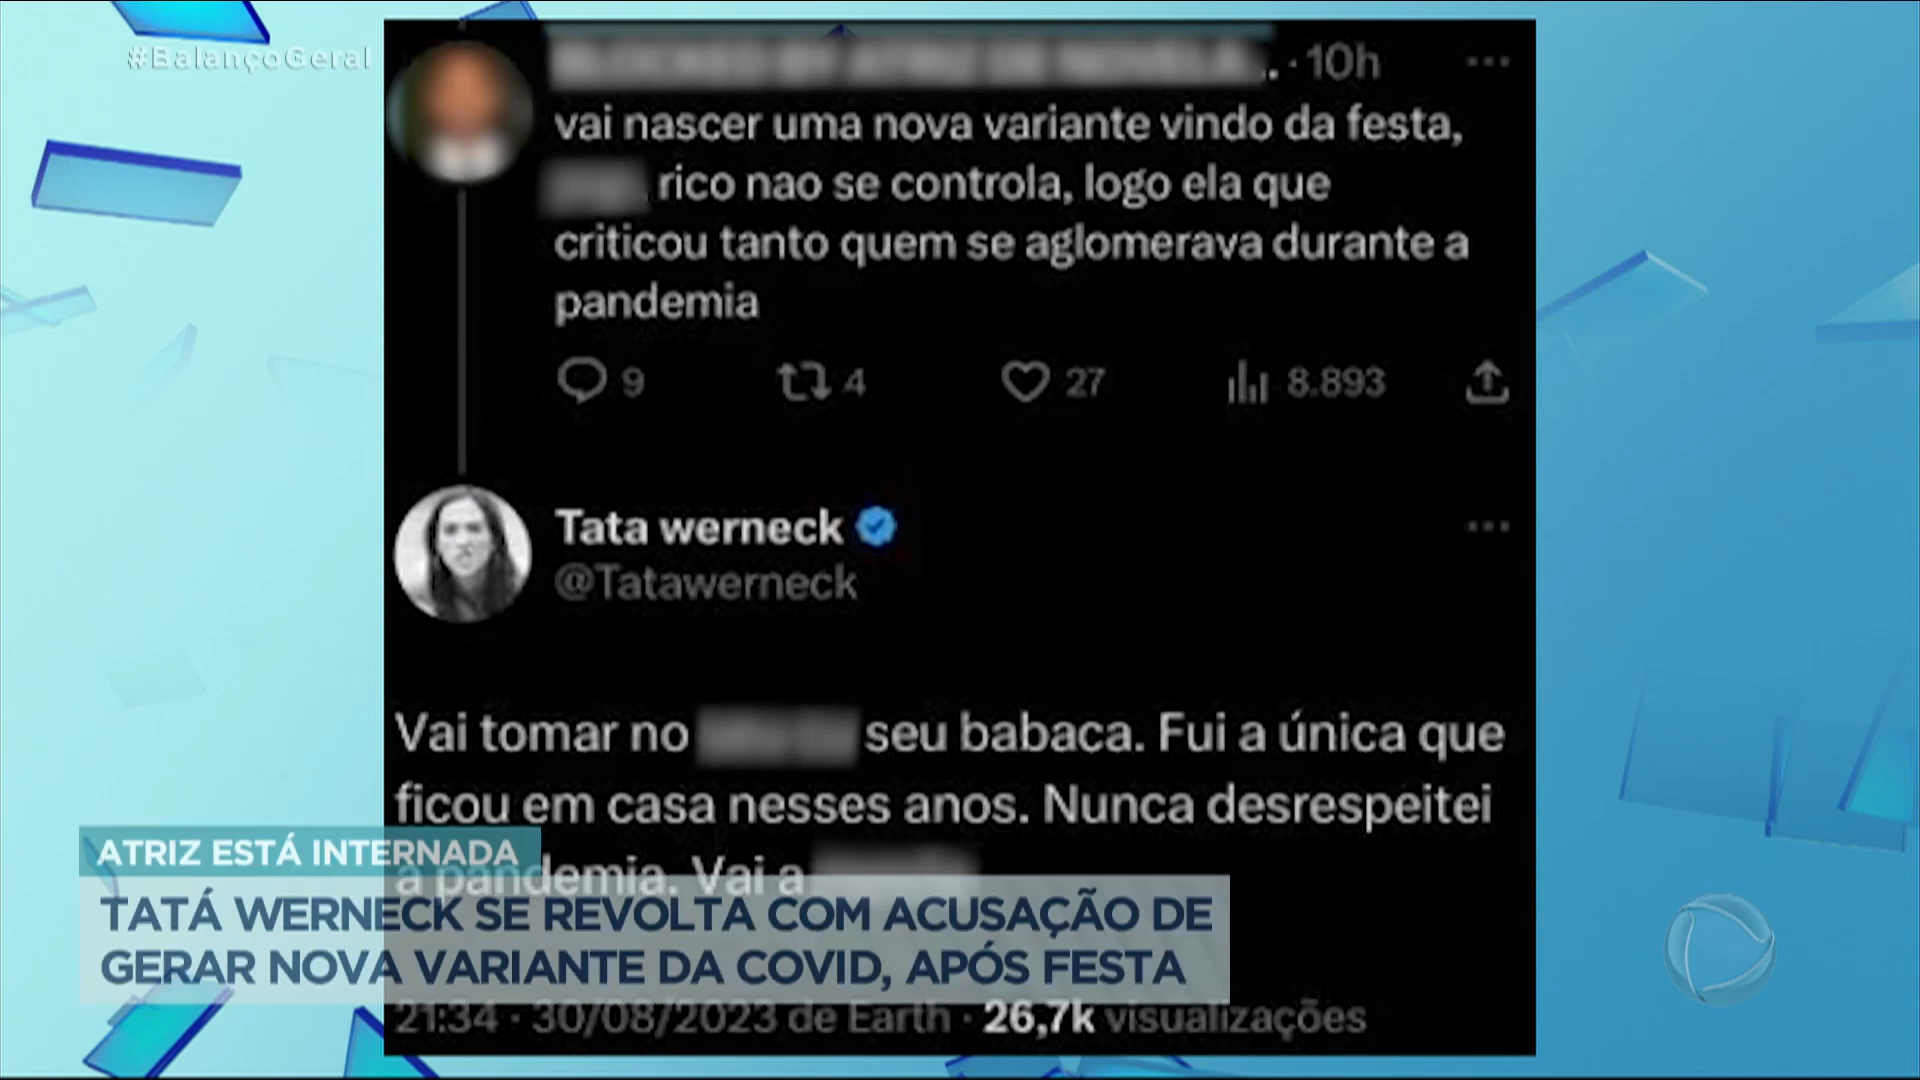 #BalançoGeral
· 10h
vai nascer uma nova variante vindo da festa,
rico nao se controla, logo ela que
criticou tanto quem se aglomerava durante a
pandemia
9 4 27 8.893
Tata werneck
@Tatawerneck
Vai tomar no seu babaca. Fui a única que
ficou em casa nesses anos. Nunca desrespeitei
a pandemia. Vai a
ATRIZ ESTÁ INTERNADA
TATÁ WERNECK SE REVOLTA COM ACUSAÇÃO DE
GERAR NOVA VARIANTE DA COVID, APÓS FESTA
21:34 · 30/08/2023 de Earth · 26,7k visualizações